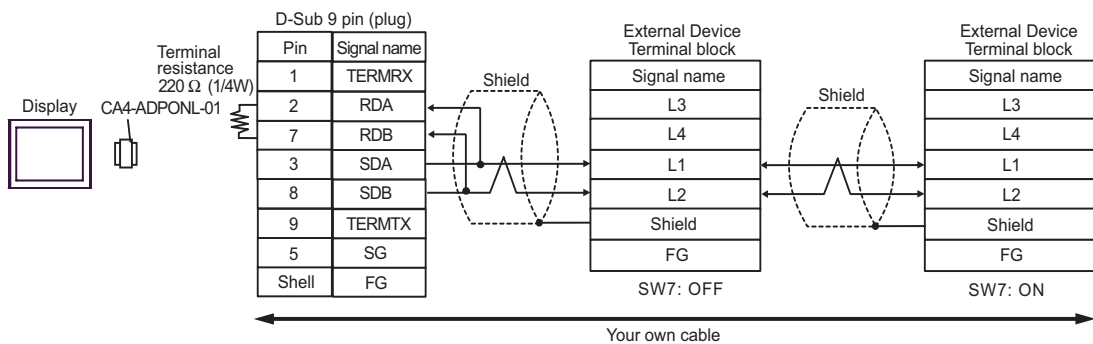 D-Sub 9 pin (plug)
Pin Signal name
1 TERMRX
2 RDA
7 RDB
3 SDA
8 SDB
9 TERMTX
5 SG
Shell FG
Terminal
resistance
220 Ω (1/4W)
Display
CA4-ADPONL-01
Shield
External Device
Terminal block
Signal name
L3
L4
L1
L2
Shield
FG
SW7: OFF
Shield
External Device
Terminal block
Signal name
L3
L4
L1
L2
Shield
FG
SW7: ON
Your own cable